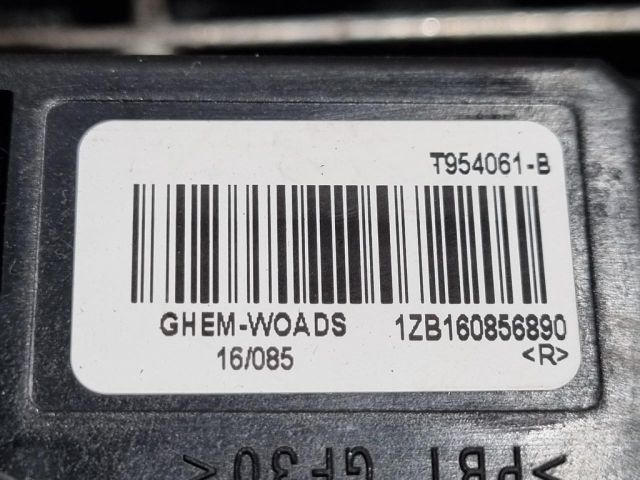 T954061-B
GHEM-WOADS 1ZB160856890
16/085 <R>
>PBT GF30<